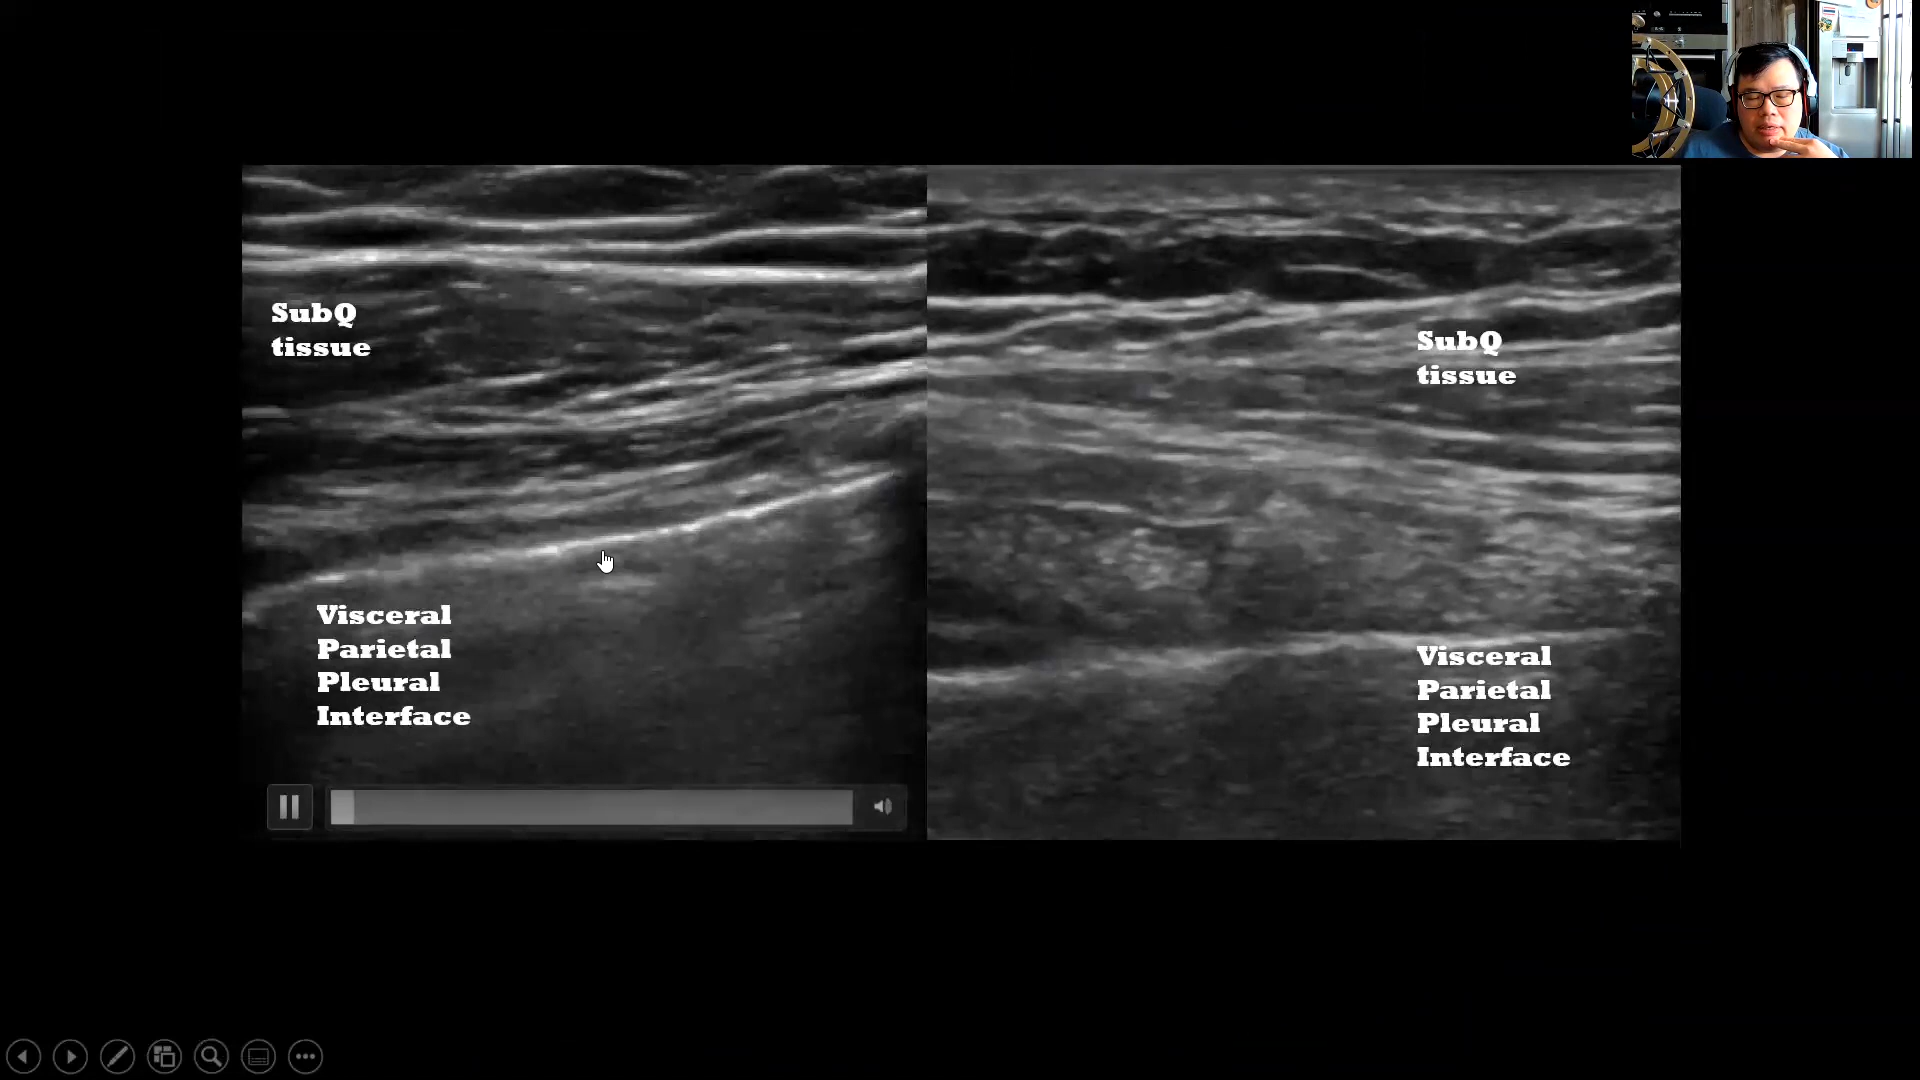 SubQ
tissue
Visceral
Parietal
Pleural
Interface
SubQ
tissue
Visceral
Parietal
Pleural
Interface